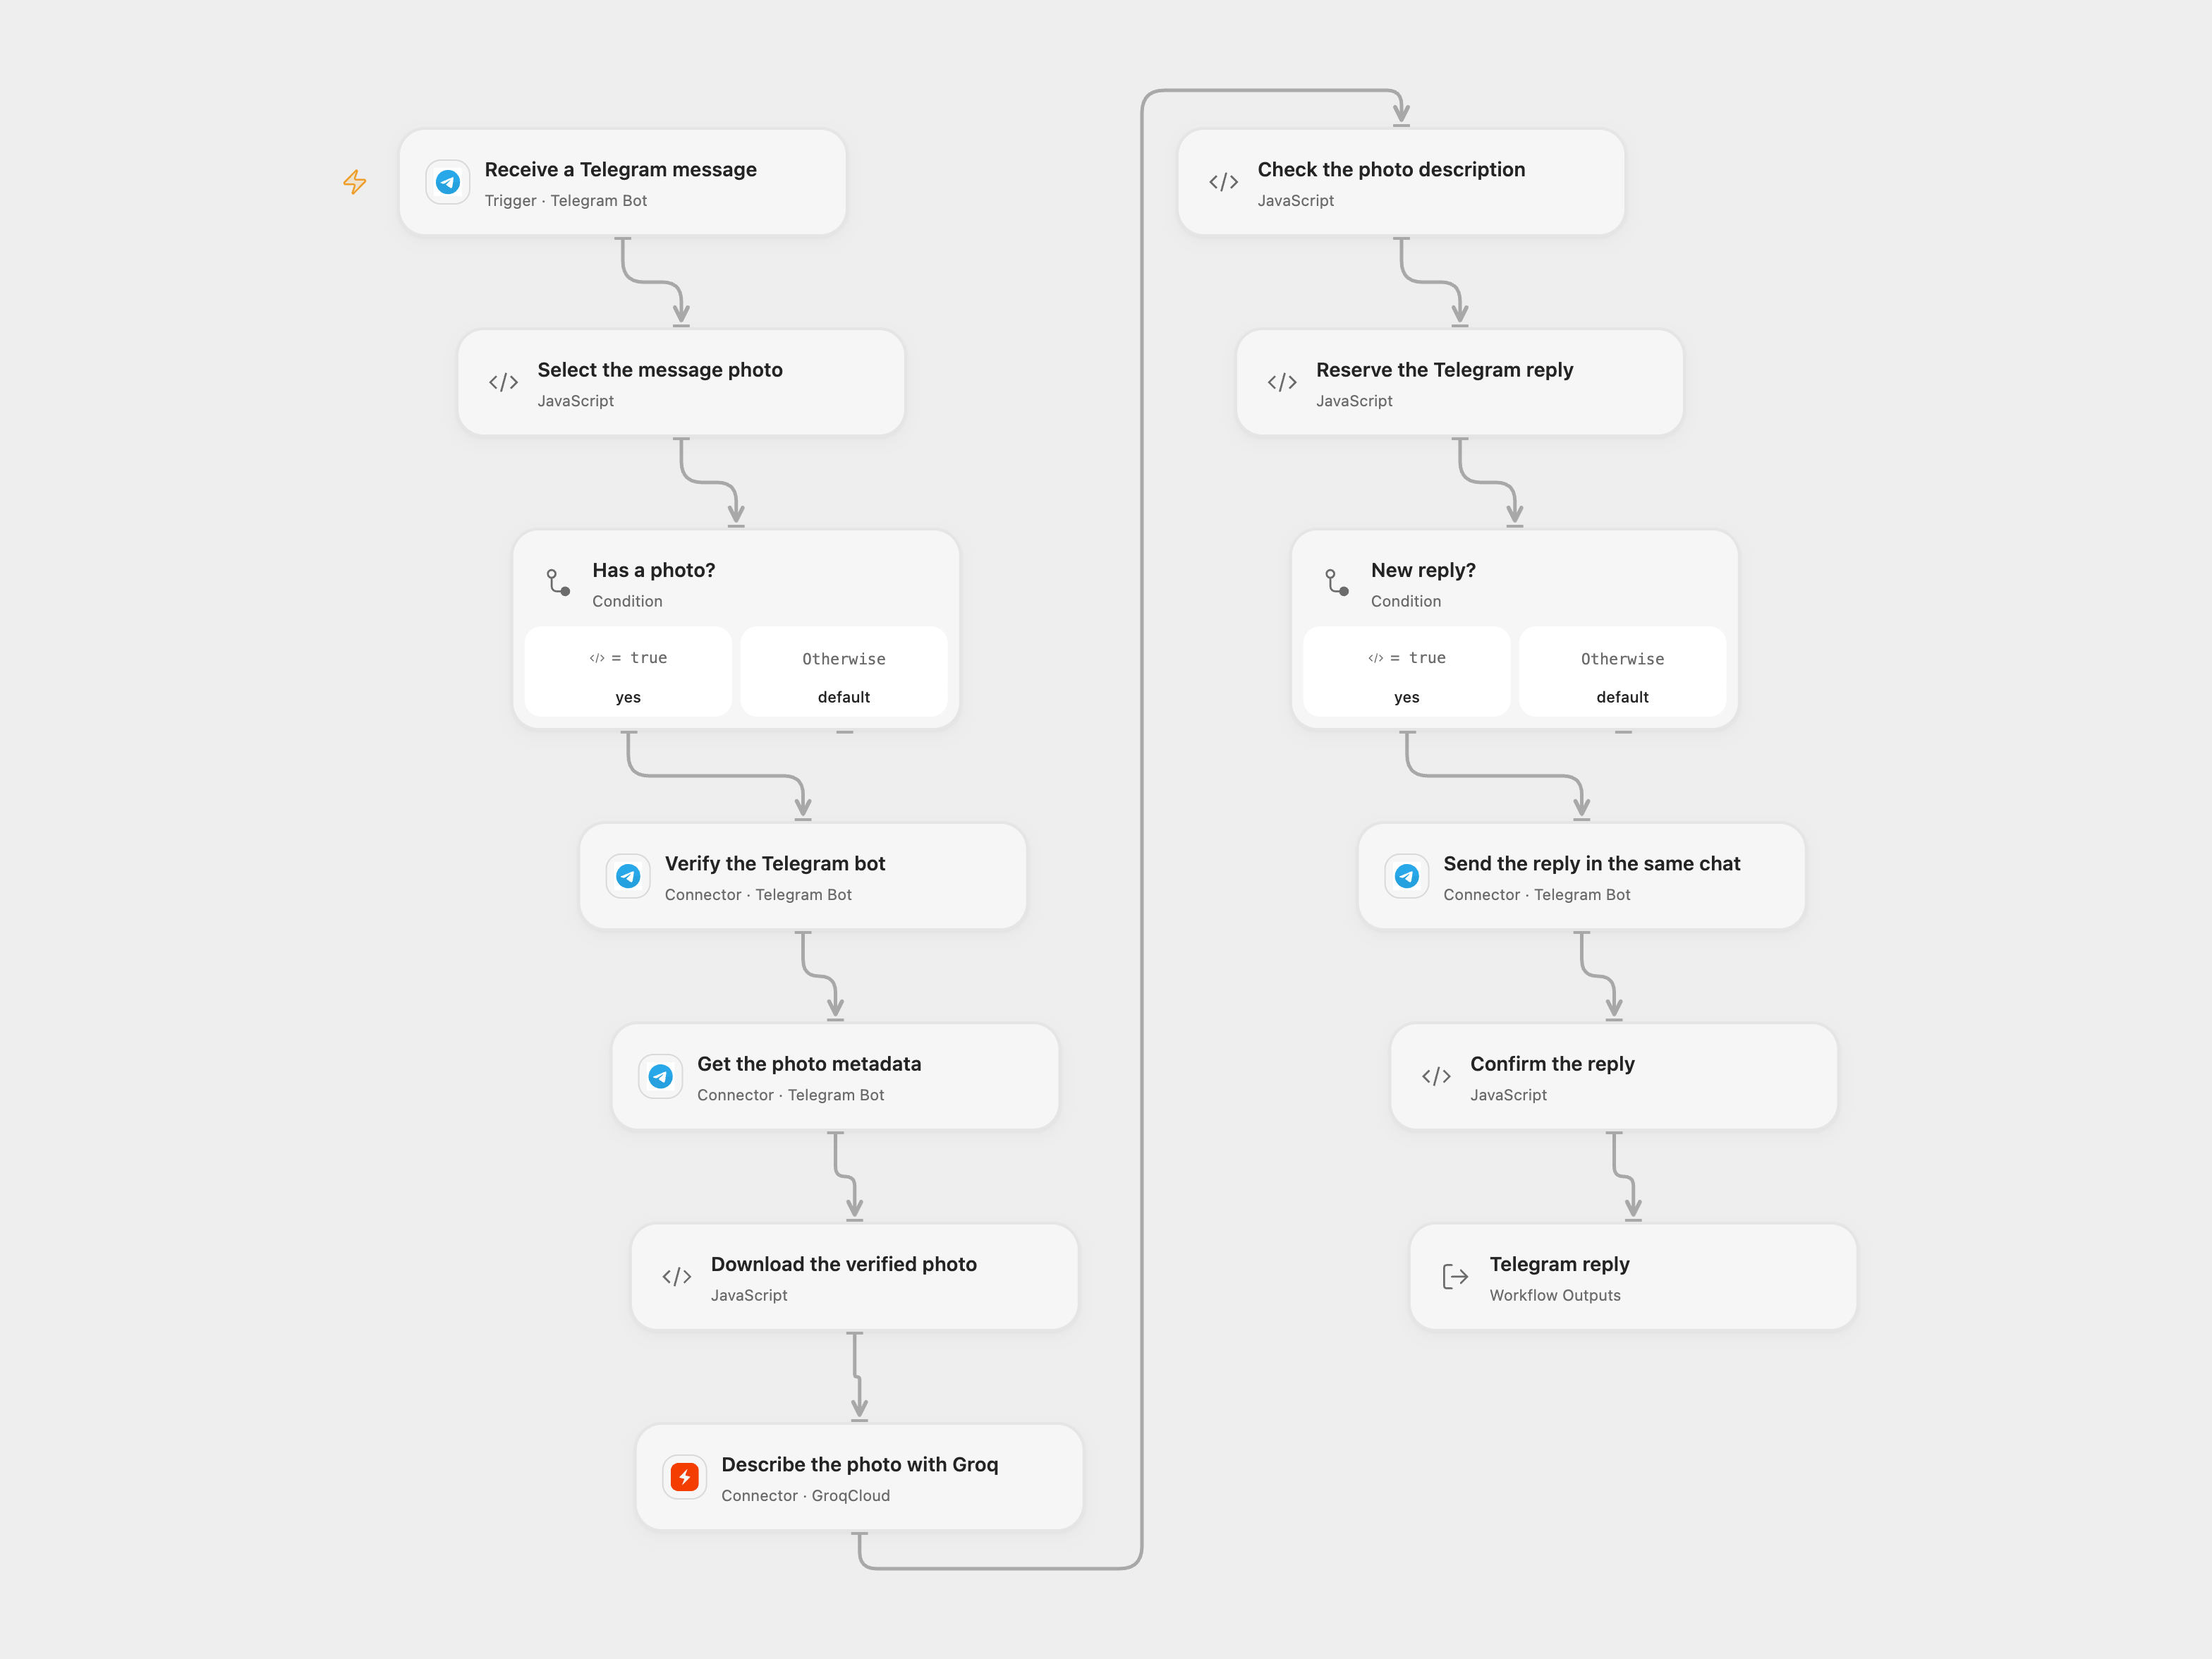 Receive a Telegram message
Trigger · Telegram Bot
Select the message photo
JavaScript
Has a photo?
Condition
</> = true
yes
Otherwise
default
Verify the Telegram bot
Connector · Telegram Bot
Get the photo metadata
Connector · Telegram Bot
Download the verified photo
JavaScript
Describe the photo with Groq
Connector · GroqCloud
Check the photo description
JavaScript
Reserve the Telegram reply
JavaScript
New reply?
Condition
</> = true
yes
Otherwise
default
Send the reply in the same chat
Connector · Telegram Bot
Confirm the reply
JavaScript
Telegram reply
Workflow Outputs